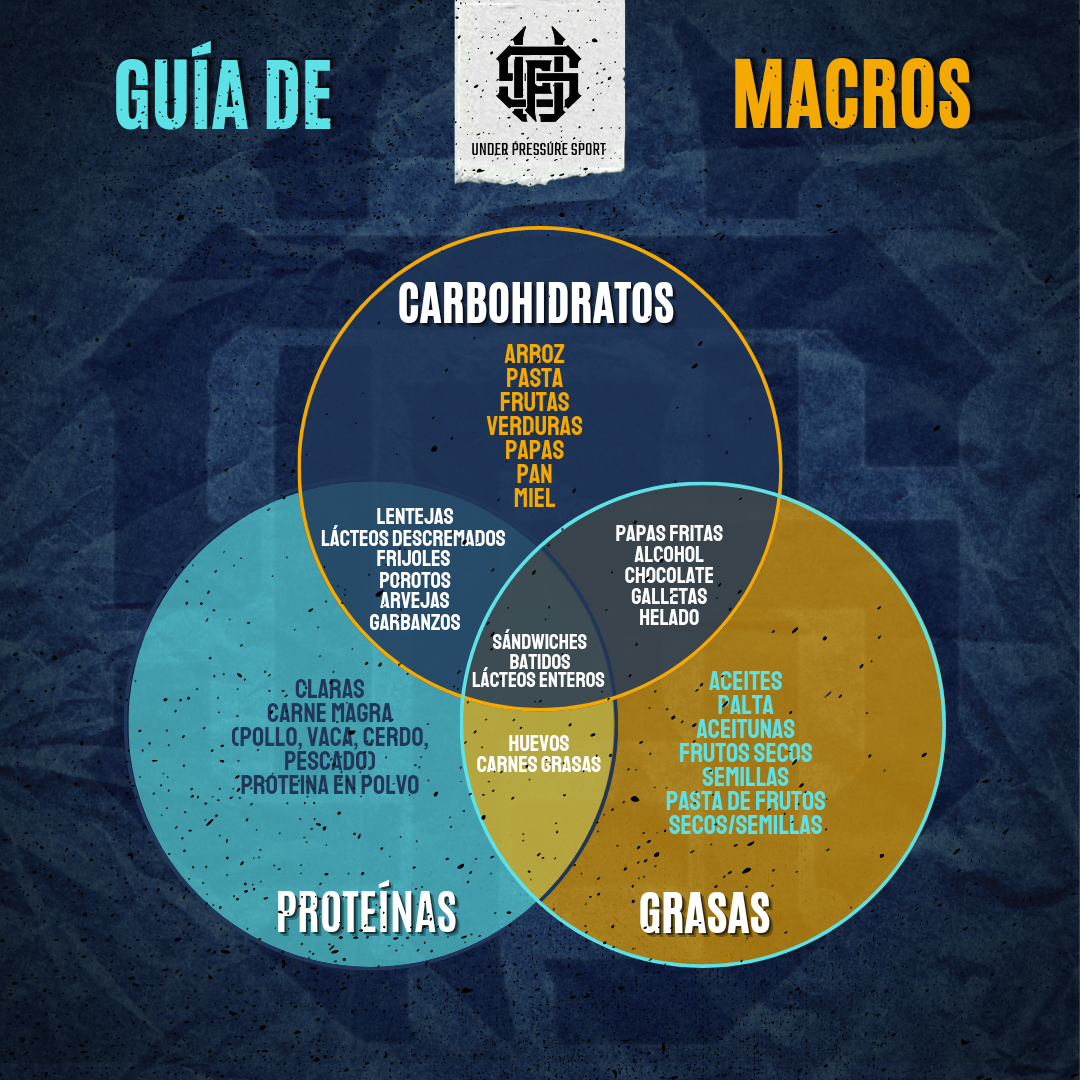 GUÍA DE
MACROS
UNDER PRESSURE SPORT
CARBOHIDRATOS
ARROZ
PASTA
FRUTAS
VERDURAS
PAPAS
PAN
MIEL
LENTEJAS
LÁCTEOS DESCREMADOS
FRIJOLES
POROTOS
ARVEJAS
GARBANZOS
PAPAS FRITAS
ALCOHOL
CHOCOLATE
GALLETAS
HELADO
SÁNDWICHES
BATIDOS
LÁCTEOS ENTEROS
CLARAS
CARNE MAGRA
(POLLO, VACA, CERDO,
PESCADO)
PROTEINA EN POLVO
HUEVOS
CARNES GRASAS
ACEITES
PALTA
ACEITUNAS
FRUTOS SECOS
SEMILLAS
PASTA DE FRUTOS
SECOS/SEMILLAS
PROTEÍNAS
GRASAS